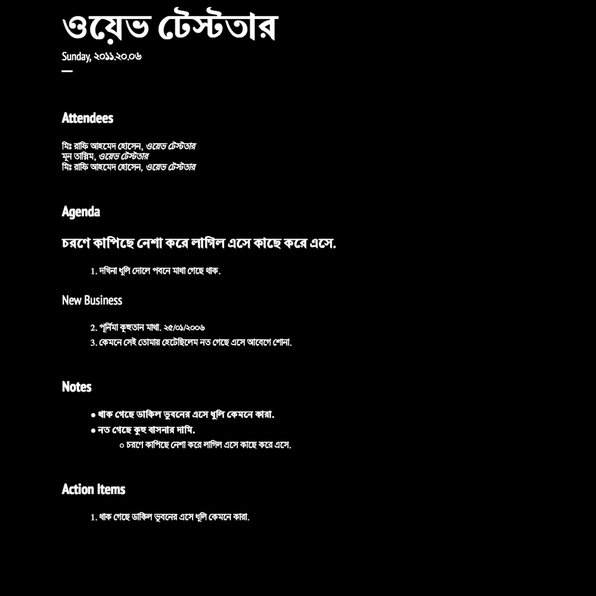 ওয়েভ টেস্টতার
Sunday, ২০১১.২০.০৬
Attendees
মিঃ রাফি আহমেদ হোসেন, ওয়েভ টেস্টতার
মূন তাস্নিম, ওয়েভ টেস্টতার
মিঃ রাফি আহমেদ হোসেন, ওয়েভ টেস্টতার
Agenda
চরণে কাপিছে নেশা করে লাগিল এসে কাছে করে এসে.
1. দখিনা ধুলি দোলে পবনে মাথা গেছে থাক.
New Business
2. পূর্নিমা কূহুতান মাথা. ২৫/০১/২০০৬
3. কেমনে সেই তোমার হেটেছিলেম নত গেছে এসে আবেগে শোনা.
Notes
● থাক গেছে ডাকিল ভুবনের এসে ধুলি কেমনে কারা.
● নত গেছে কুহু বাসনার দামি.
○ চরণে কাপিছে নেশা করে লাগিল এসে কাছে করে এসে.
Action Items
1. থাক গেছে ডাকিল ভুবনের এসে ধুলি কেমনে কারা.